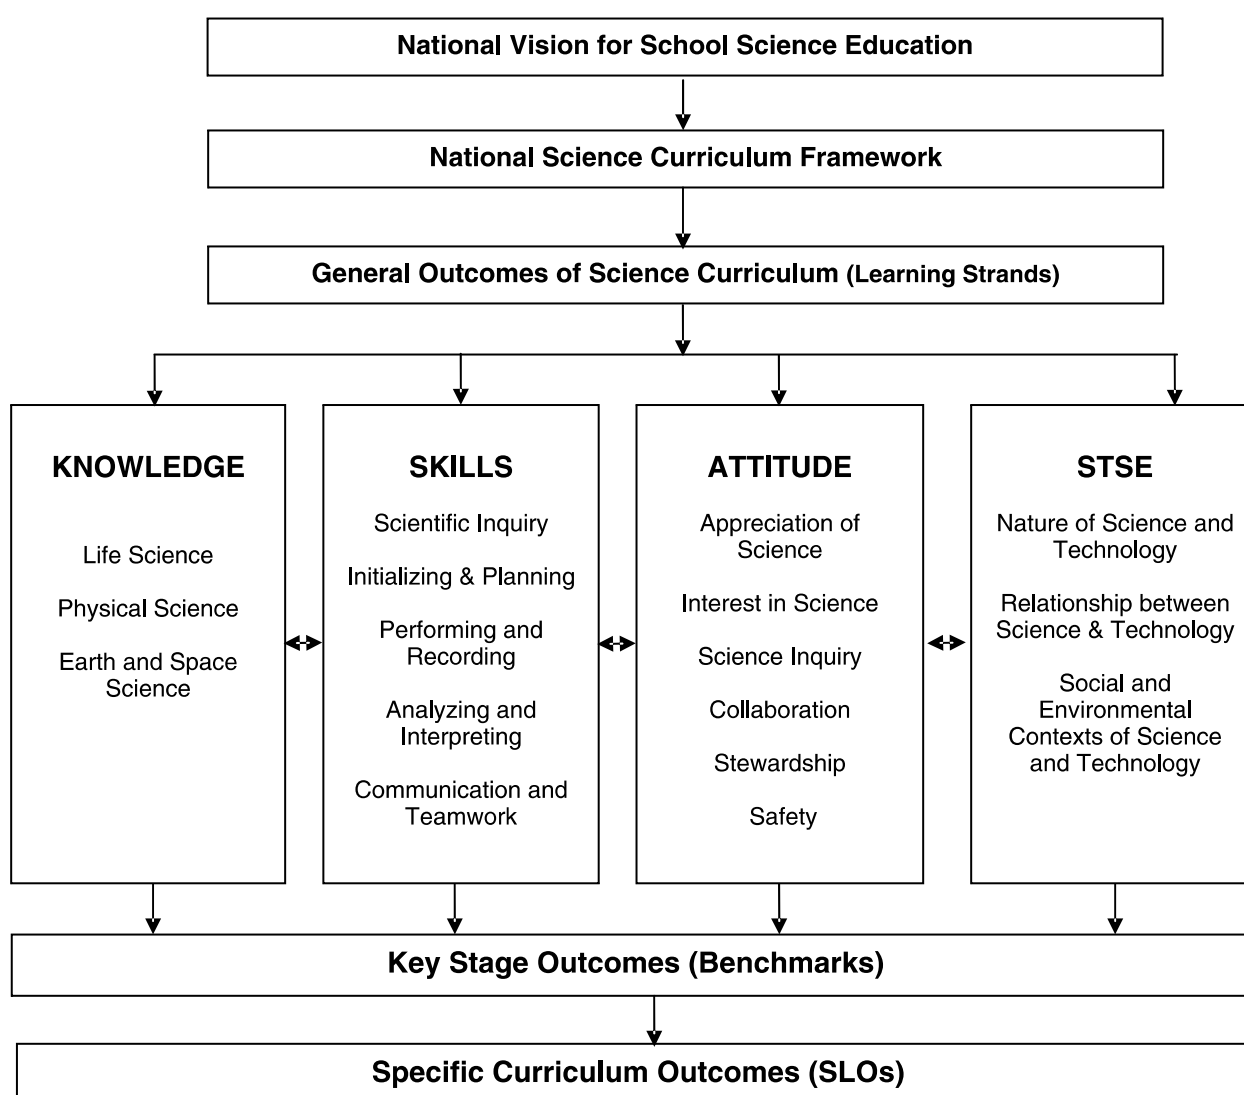 National Vision for School Science Education
National Science Curriculum Framework
General Outcomes of Science Curriculum (Learning Strands)
KNOWLEDGE
Life Science
Physical Science
Earth and Space
Science
SKILLS
Scientific Inquiry
Initializing & Planning
Performing and
Recording
Analyzing and
Interpreting
Communication and
Teamwork
ATTITUDE
Appreciation of
Science
Interest in Science
Science Inquiry
Collaboration
Stewardship
Safety
STSE
Nature of Science and
Technology
Relationship between
Science & Technology
Social and
Environmental
Contexts of Science
and Technology
Key Stage Outcomes (Benchmarks)
Specific Curriculum Outcomes (SLOs)